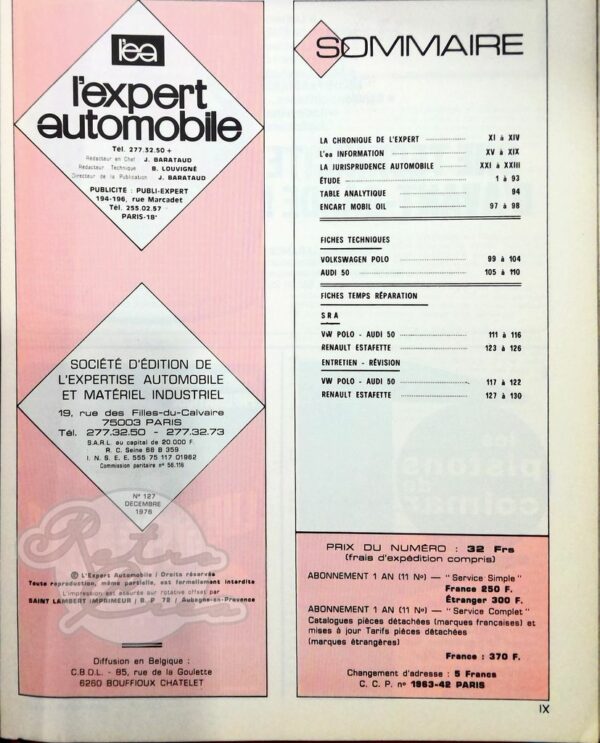 l'ea
l'expert
automobile
Tél. 277.32.50 +
Rédacteur en Chef J. BARATAUD
Rédacteur Technique B. LOUVIGNÉ
Directeur de la Publication J. BARATAUD
PUBLICITE : PUBLI-EXPERT
194-196, rue Marcadet
Tél. 255.02.57
PARIS-18e
SOCIÉTÉ D'ÉDITION DE
L'EXPERTISE AUTOMOBILE
ET MATÉRIEL INDUSTRIEL
19, rue des Filles-du-Calvaire
75003 PARIS
Tél. 277.32.50 - 277.32.73
S.A.R.L. au capital de 20.000 F.
R. C. Seine 66 B 359
I. N. S. E. E. 555 75 117 01962
Commission paritaire n° 56.116
N° 127
DECEMBRE
1976
Retro
© L'Expert Automobile / Droits réservés
Toute reproduction, même partielle, est formellement interdite
L'impression est assurée sur rotative offset par
SAINT LAMBERT IMPRIMEUR / B. P 72 / Aubagne-en-Provence
Diffusion en Belgique :
C.B.D.L. - 85, rue de la Goulette
6260 BOUFFIOUX CHATELET
SOMMAIRE
LA CHRONIQUE DE L'EXPERT XI à XIV
L'ea INFORMATION XV à XIX
LA JURISPRUDENCE AUTOMOBILE XXI à XXIII
ÉTUDE 1 à 93
TABLE ANALYTIQUE 94
ENCART MOBIL OIL 97 à 98
FICHES TECHNIQUES
VOLKSWAGEN POLO 99 à 104
AUDI 50 105 à 110
FICHES TEMPS RÉPARATION
S R A
VW POLO - AUDI 50 111 à 116
RENAULT ESTAFETTE 123 à 126
ENTRETIEN - RÉVISION
VW POLO - AUDI 50 117 à 122
RENAULT ESTAFETTE 127 à 130
les
pistons
PRIX DU NUMÉRO : 32 Frs
(frais d'expédition compris)
ABONNEMENT 1 AN (11 Nos) — "Service Simple"
France 250 F.
Étranger 300 F.
ABONNEMENT 1 AN (11 Nos) — "Service Complet"
Catalogues pièces détachées (marques françaises) et
mises à jour Tarifs pièces détachées
(marques étrangères)
France : 370 F.
Changement d'adresse : 5 Francs
C. C. P. n° 1963-42 PARIS
IX